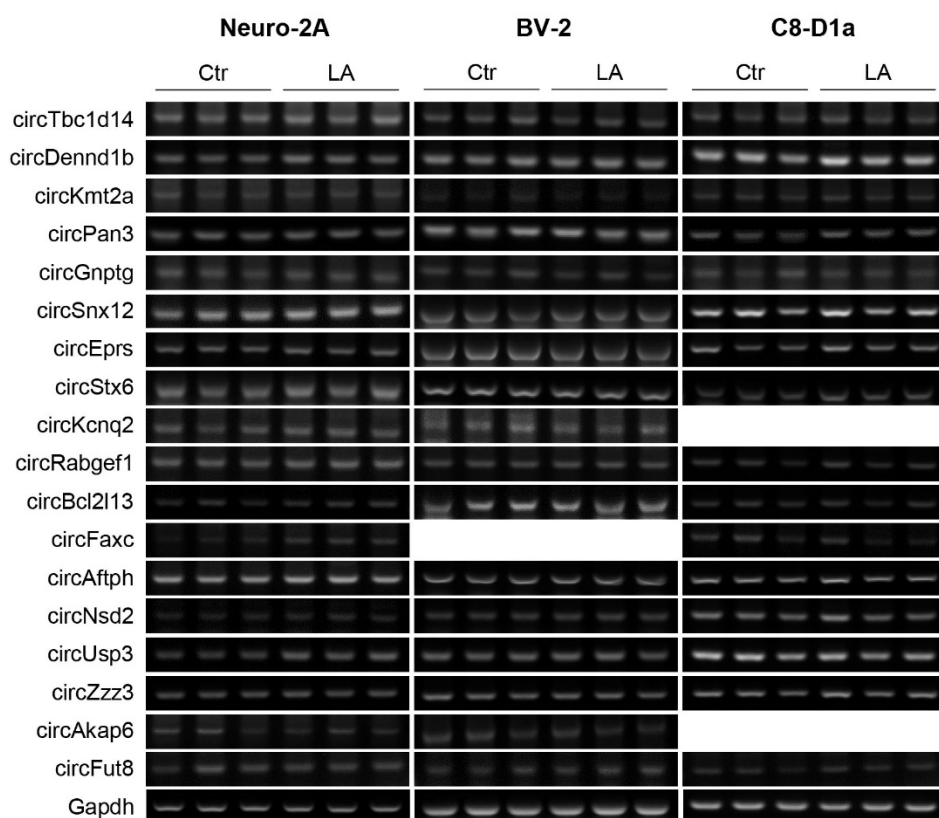 Neuro-2A BV-2 C8-D1a
Ctr LA Ctr LA Ctr LA
circTbc1d14
circDennd1b
circKmt2a
circPan3
circGnptg
circSnx12
circEprs
circStx6
circKcnq2
circRabgef1
circBcl2l13
circFaxc
circAftph
circNsd2
circUsp3
circZzz3
circAkap6
circFut8
Gapdh